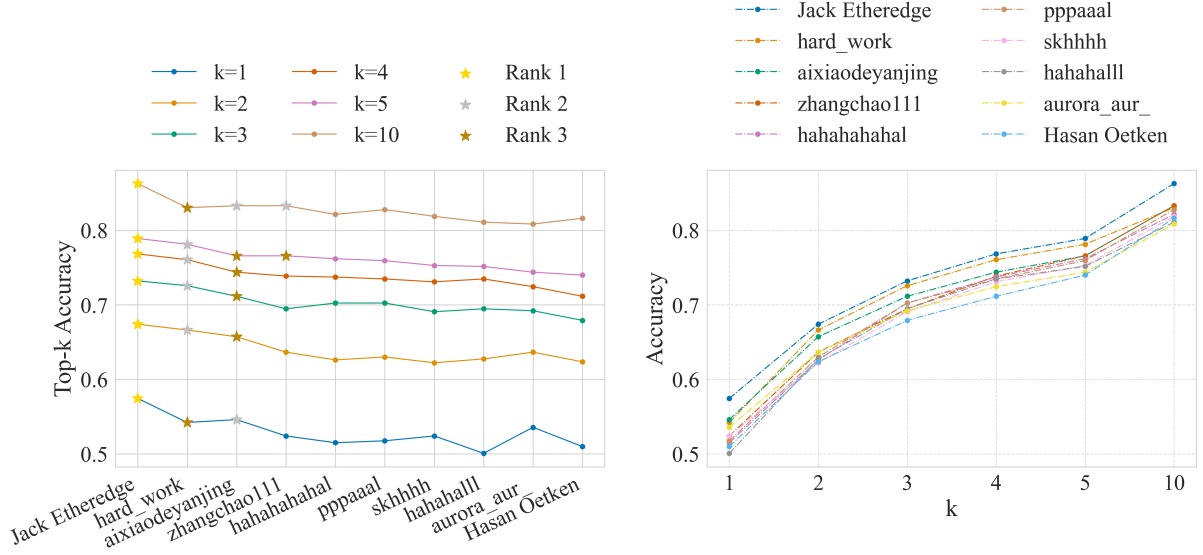 k=1 k=4 Rank 1
k=2 k=5 Rank 2
k=3 k=10 Rank 3
Top-k Accuracy
0.8
0.7
0.6
0.5
Jack Etheredge
hard_work
aixiaodeyanjing
zhangchao111
hahahahahal
pppaaal
skhhhh
hahahalll
aurora_aur_
Hasan Oetken
Jack Etheredge pppaaal
hard_work skhhhh
aixiaodeyanjing hahahalll
zhangchao111 aurora_aur_
hahahahahal Hasan Oetken
Accuracy
0.8
0.7
0.6
0.5
1 2 3 4 5 10
k